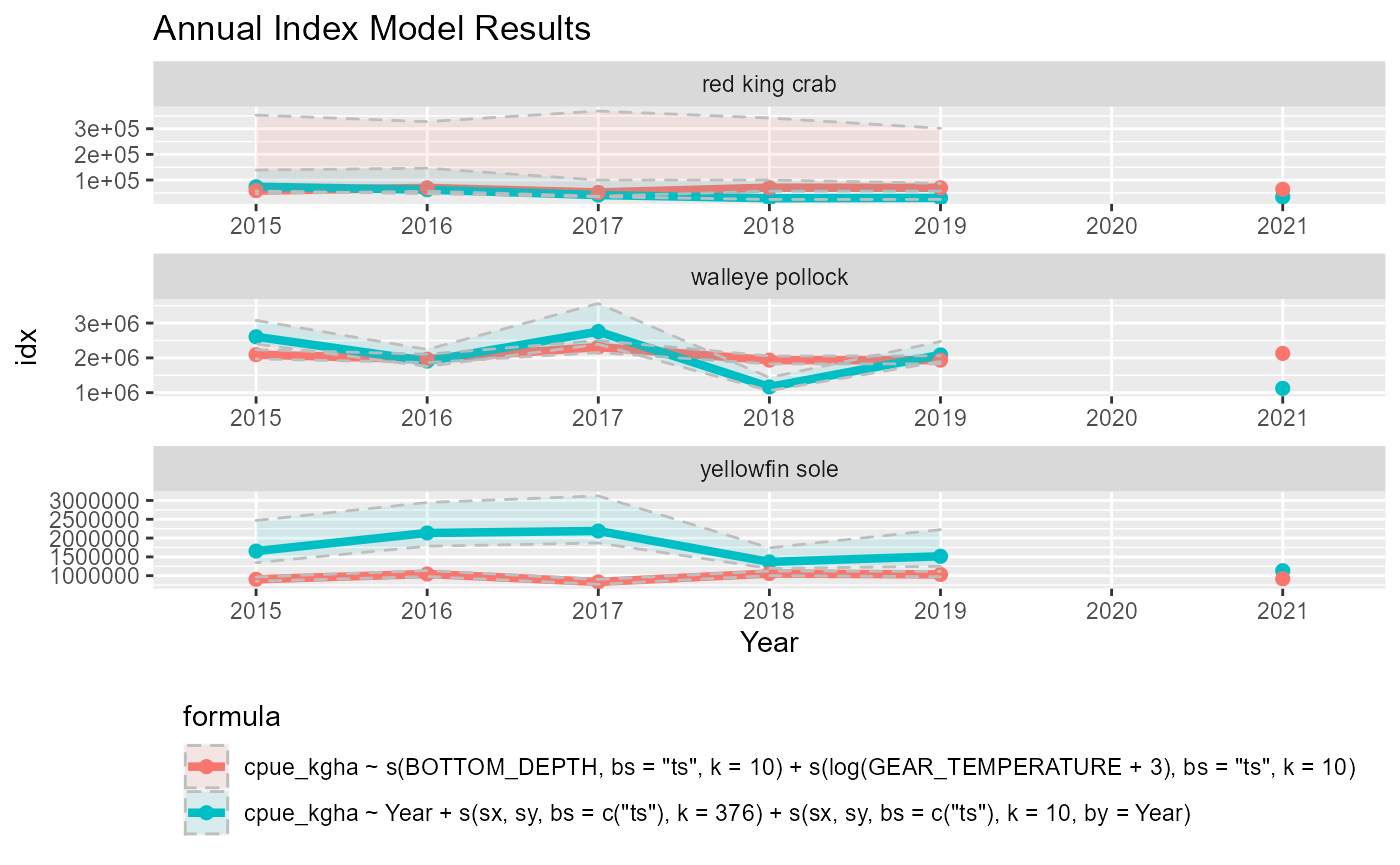 Annual Index Model Results
red king crab
3e+05
2e+05
1e+05
2015 2016 2017 2018 2019 2020 2021
walleye pollock
3e+06
2e+06
1e+06
2015 2016 2017 2018 2019 2020 2021
idx
yellowfin sole
3000000
2500000
2000000
1500000
1000000
2015 2016 2017 2018 2019 2020 2021
Year
formula
cpue_kgha ~ s(BOTTOM_DEPTH, bs = "ts", k = 10) + s(log(GEAR_TEMPERATURE + 3), bs = "ts", k = 10)
cpue_kgha ~ Year + s(sx, sy, bs = c("ts"), k = 376) + s(sx, sy, bs = c("ts"), k = 10, by = Year)